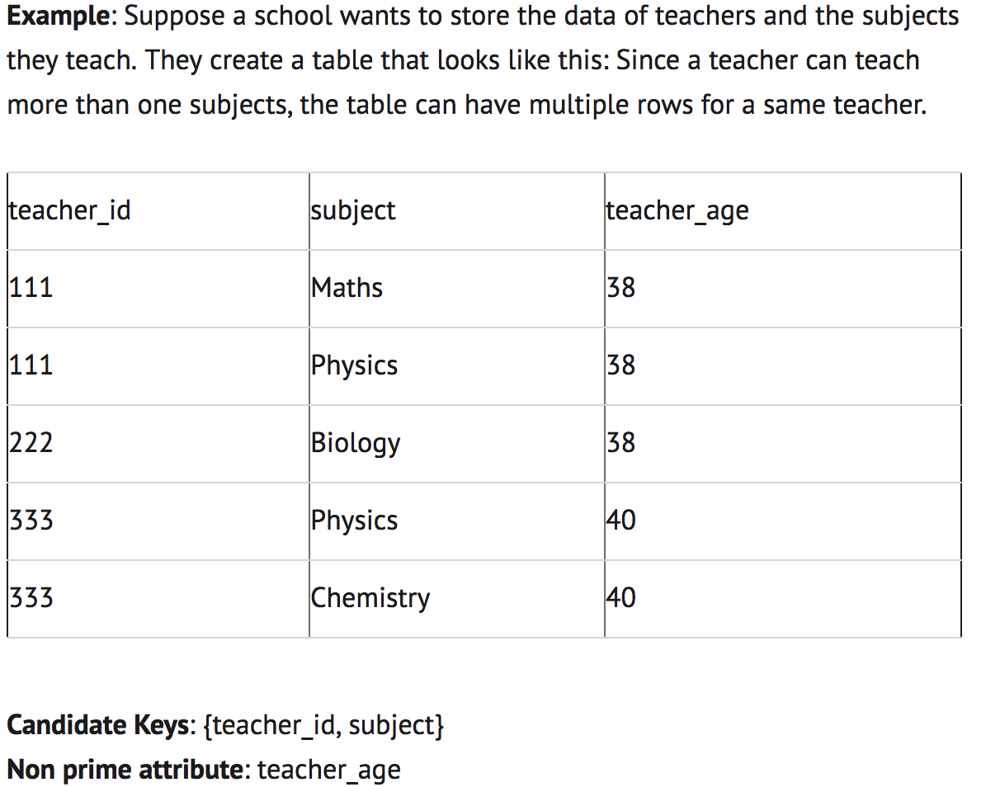 Example: Suppose a school wants to store the data of teachers and the subjects
they teach. They create a table that looks like this: Since a teacher can teach
more than one subjects, the table can have multiple rows for a same teacher.
teacher_id subject teacher_age
111 Maths 38
111 Physics 38
222 Biology 38
333 Physics 40
333 Chemistry 40
Candidate Keys: {teacher_id, subject}
Non prime attribute: teacher_age